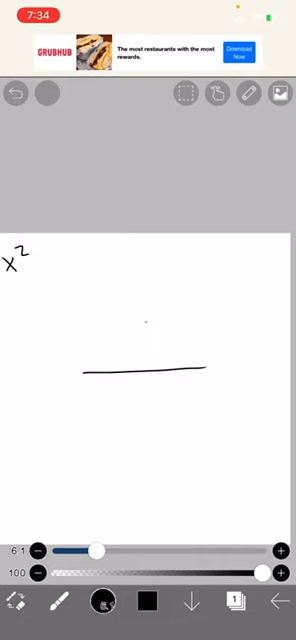 7:34
GRUBHUB
The most restaurants with the most
rewards.
Download
Now
x²
61
100
1